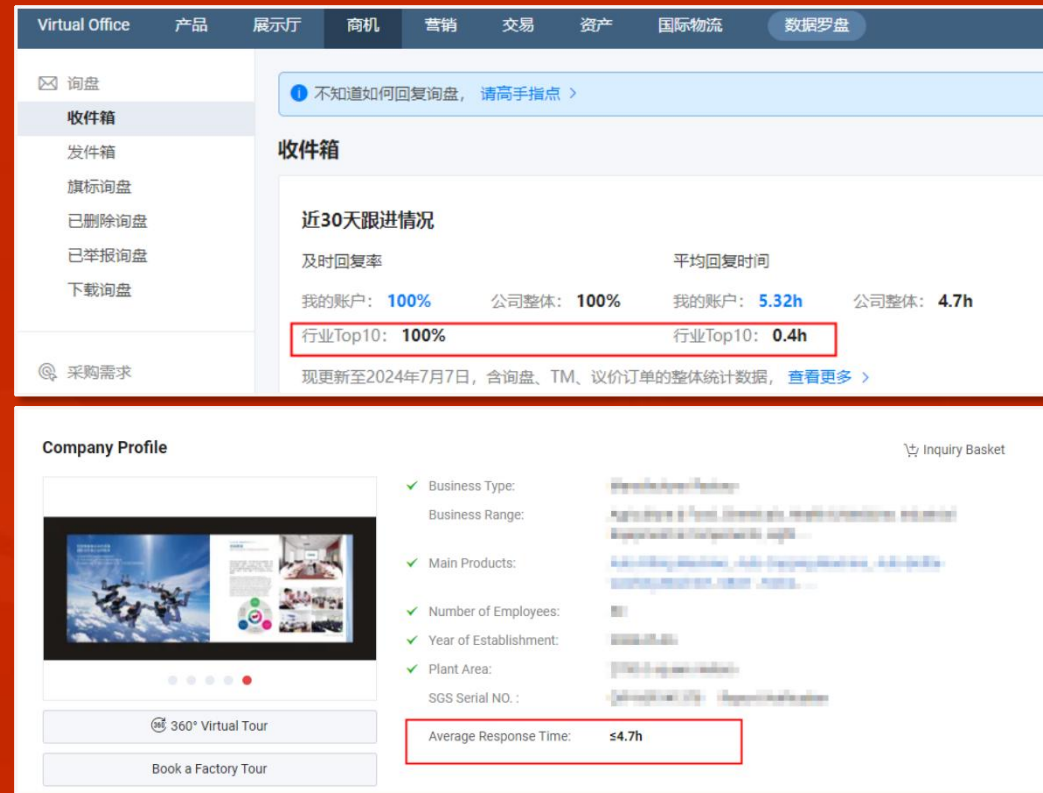 Virtual Office 产品 展示厅 商机 营销 交易 资产 国际物流 数据罗盘
询盘
收件箱
发件箱
旗标询盘
已删除询盘
已举报询盘
下载询盘
采购需求
不知道如何回复询盘， 请高手指点 >
收件箱
近30天跟进情况
及时回复率 平均回复时间
我的账户： 100% 公司整体： 100% 我的账户： 5.32h 公司整体： 4.7h
行业Top10： 100% 行业Top10： 0.4h
现更新至2024年7月7日，含询盘、TM、议价订单的整体统计数据， 查看更多 >
Company Profile
Inquiry Basket
Business Type:
Business Range:
Main Products:
Number of Employees:
Year of Establishment:
Plant Area:
SGS Serial NO. :
Average Response Time: ≤4.7h
360° Virtual Tour
Book a Factory Tour